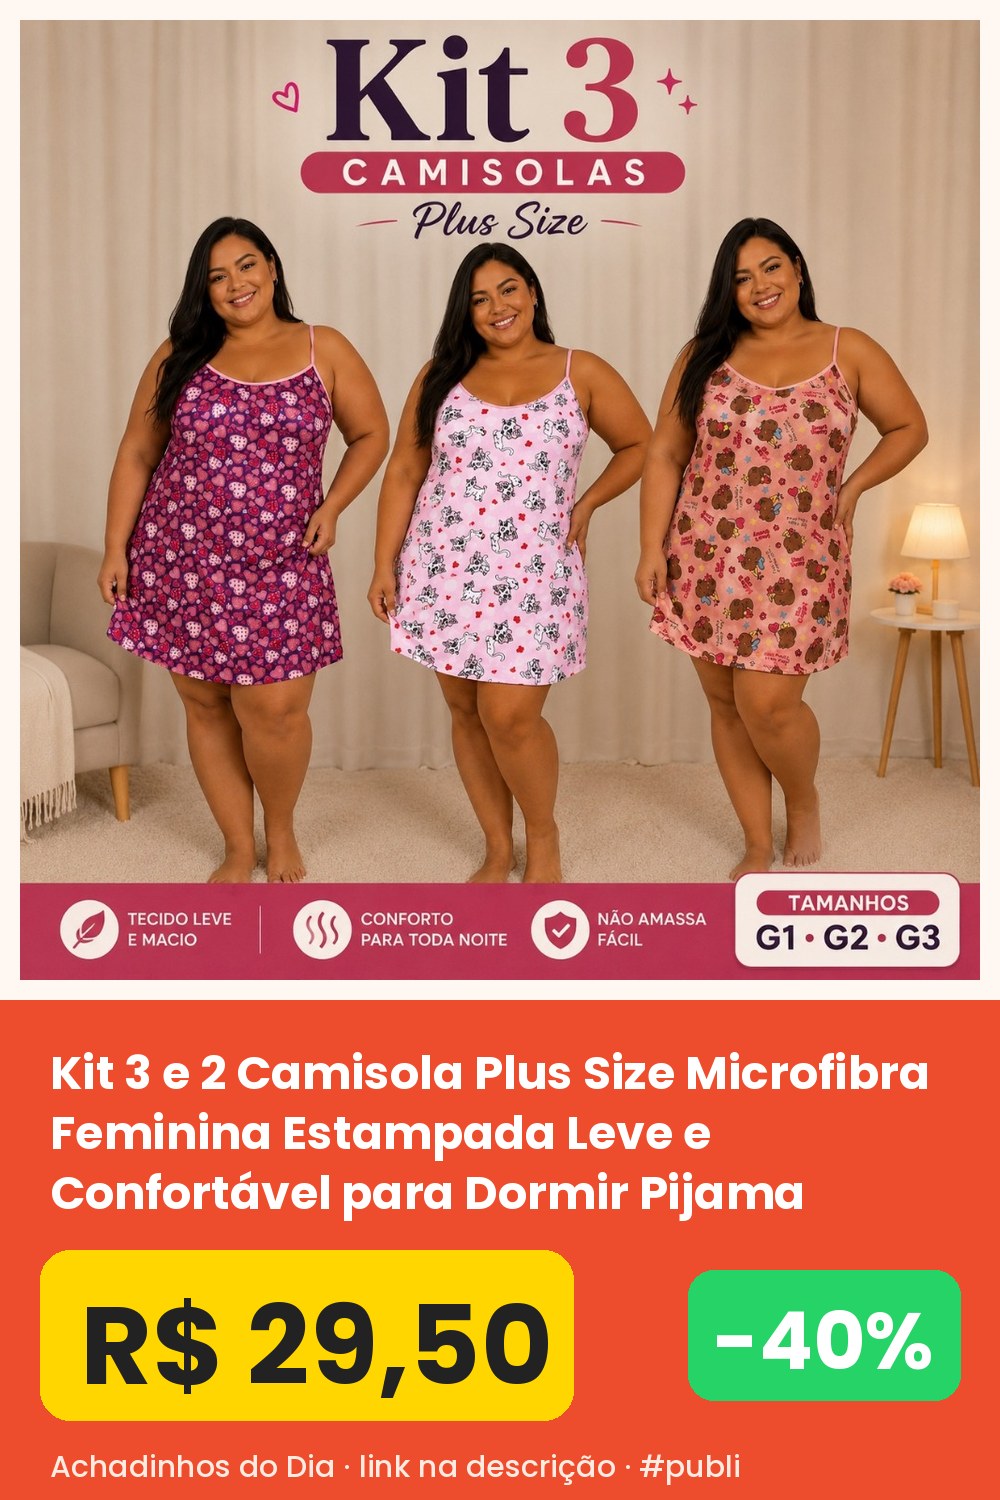 Kit 3
CAMISOLAS
Plus Size
TECIDO LEVE
E MACIO
CONFORTO
PARA TODA NOITE
NÃO AMASSA
FÁCIL
TAMANHOS
G1 • G2 • G3
Kit 3 e 2 Camisola Plus Size Microfibra
Feminina Estampada Leve e
Confortável para Dormir Pijama
R$ 29,50
-40%
Achadinhos do Dia · link na descrição · #publi